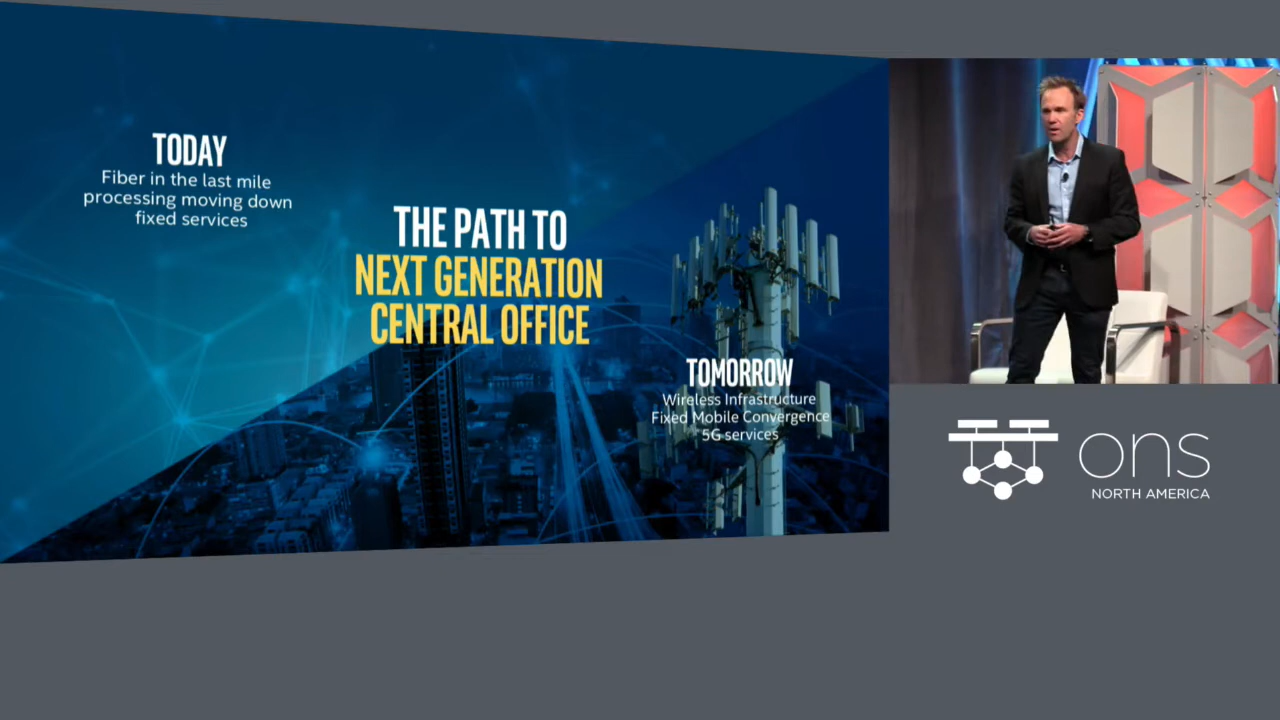 TODAY
Fiber in the last mile
processing moving down
fixed services
THE PATH TO
NEXT GENERATION
CENTRAL OFFICE
TOMORROW
Wireless Infrastructure
Fixed Mobile Convergence
5G services
ons
NORTH AMERICA